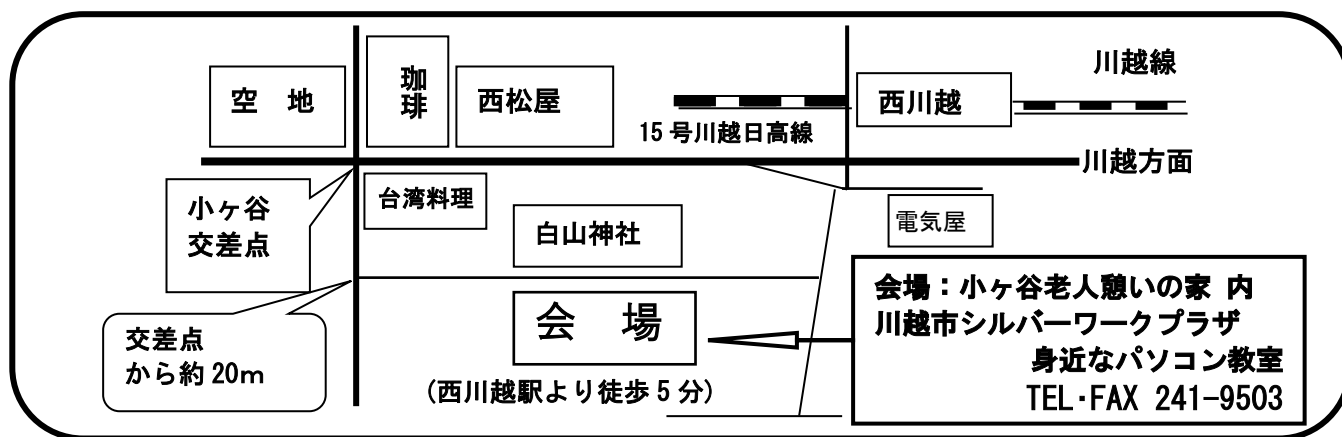 川越線
空 地
珈琲
西松屋
西川越
15号川越日高線
川越方面
小ヶ谷
交差点
台湾料理
白山神社
電気屋
交差点
から約20m
会 場
(西川越駅より徒歩5分)
会場:小ヶ谷老人憩いの家 内
川越市シルバーワークプラザ
身近なパソコン教室
TEL・FAX 241-9503